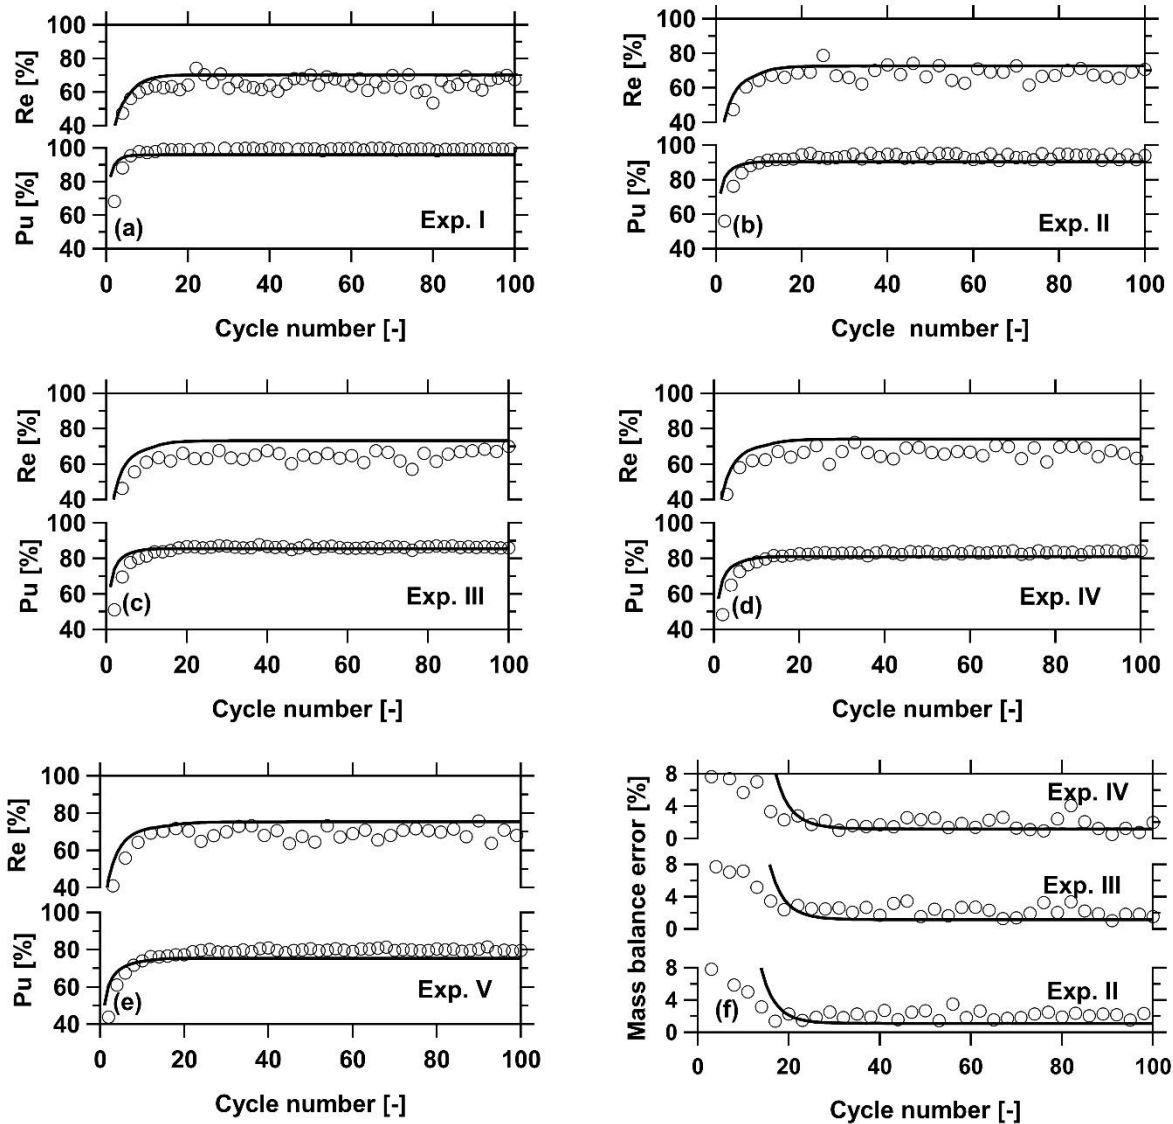 100
80
60
40
Re [%]
100
80
60
40
Pu [%]
(a)
Exp. I
0 20 40 60 80 100
Cycle number [-]
100
80
60
40
Re [%]
100
80
60
40
Pu [%]
(b)
Exp. II
0 20 40 60 80 100
Cycle number [-]
100
80
60
40
Re [%]
100
80
60
40
Pu [%]
(c)
Exp. III
0 20 40 60 80 100
Cycle number [-]
100
80
60
40
Re [%]
100
80
60
40
Pu [%]
(d)
Exp. IV
0 20 40 60 80 100
Cycle number [-]
100
80
60
40
Re [%]
100
80
60
40
Pu [%]
(e)
Exp. V
0 20 40 60 80 100
Cycle number [-]
Mass balance error [%]
8
4
0
Exp. IV
8
4
0
Exp. III
8
4
0
Exp. II
(f)
0 20 40 60 80 100
Cycle number [-]